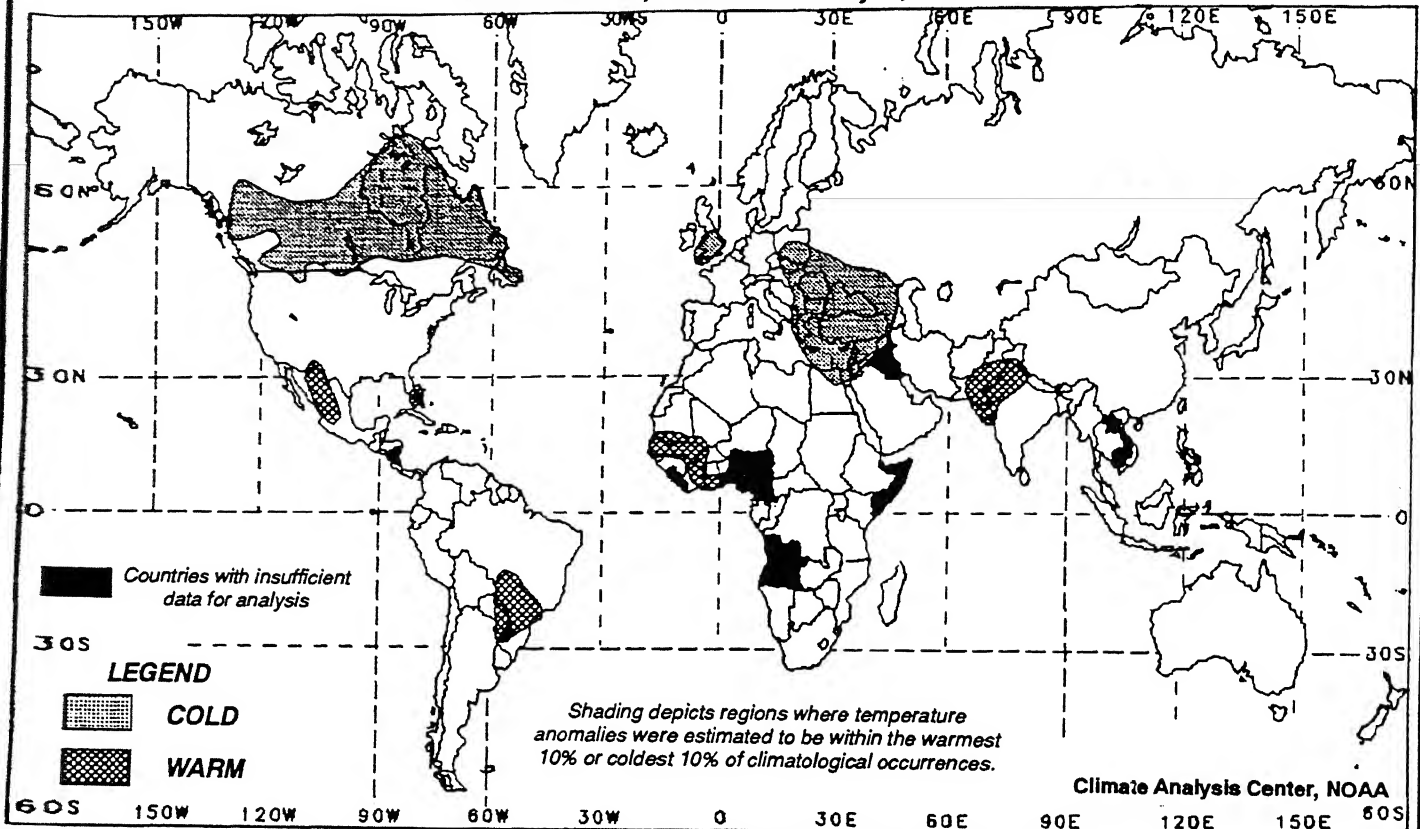 150W 120W 90W 60W 0 30E 60E 90E 120E 150E
60N 60N
30N 30N
0 0
Countries with insufficient
data for analysis
30S 30S
LEGEND
COLD
WARM
Shading depicts regions where temperature
anomalies were estimated to be within the warmest
10% or coldest 10% of climatological occurrences.
Climate Analysis Center, NOAA
60S 150W 120W 90W 60W 30W 0 30E 60E 90E 120E 150E 60S